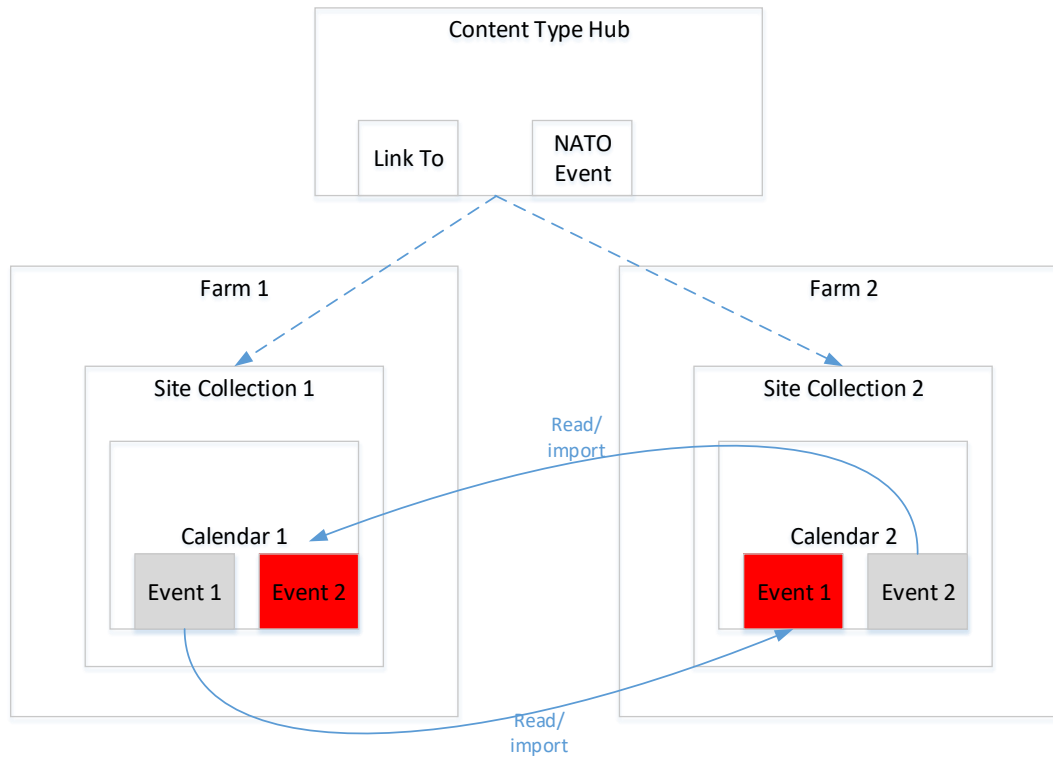 Content Type Hub
Link To
NATO
Event
Farm 1
Farm 2
Site Collection 1
Site Collection 2
Read/
import
Calendar 1
Calendar 2
Event 1
Event 2
Event 1
Event 2
Read/
import